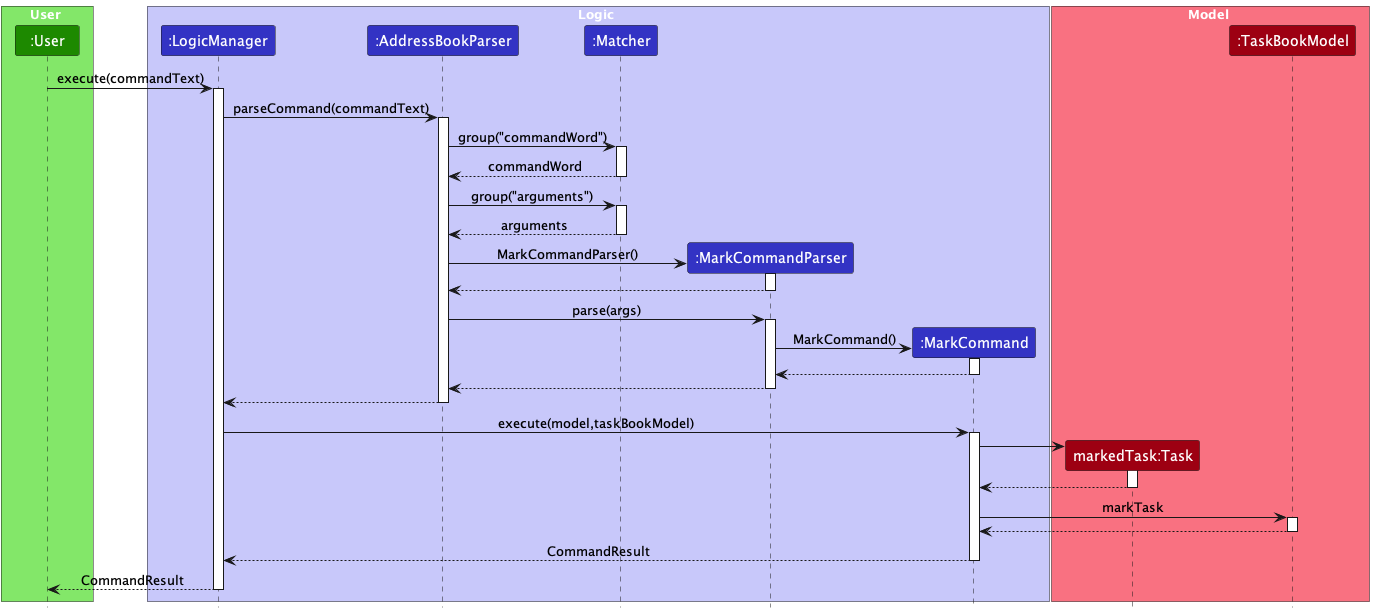 User
Logic
Model
:User
:LogicManager
:AddressBookParser
:Matcher
:TaskBookModel
execute(commandText)
parseCommand(commandText)
group("commandWord")
commandWord
group("arguments")
arguments
MarkCommandParser()
:MarkCommandParser
parse(args)
MarkCommand()
:MarkCommand
execute(model,taskBookModel)
markedTask:Task
markTask
CommandResult
CommandResult